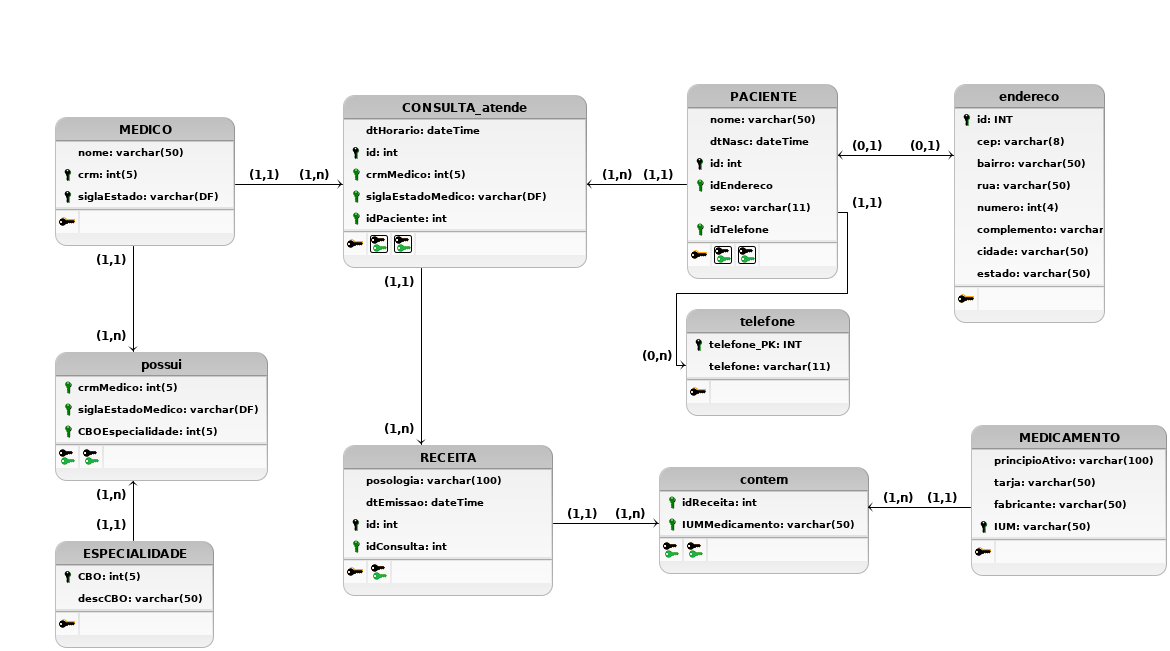 MEDICO
nome: varchar(50)
crm: int(5)
siglaEstado: varchar(DF)
(1,1)
(1,n)
CONSULTA_atende
dtHorario: dateTime
id: int
crmMedico: int(5)
siglaEstadoMedico: varchar(DF)
idPaciente: int
(1,n)
(1,1)
PACIENTE
nome: varchar(50)
dtNasc: dateTime
id: int
idEndereco
sexo: varchar(11)
idTelefone
(0,1)
(0,1)
endereco
id: INT
cep: varchar(8)
bairro: varchar(50)
rua: varchar(50)
numero: int(4)
complemento: varchar
cidade: varchar(50)
estado: varchar(50)
(1,1)
(0,n)
telefone
telefone_PK: INT
telefone: varchar(11)
(1,1)
(1,n)
possui
crmMedico: int(5)
siglaEstadoMedico: varchar(DF)
CBOEspecialidade: int(5)
(1,n)
(1,1)
ESPECIALIDADE
CBO: int(5)
descCBO: varchar(50)
(1,1)
(1,n)
RECEITA
posologia: varchar(100)
dtEmissao: dateTime
id: int
idConsulta: int
(1,1)
(1,n)
contem
idReceita: int
IUMMedicamento: varchar(50)
(1,n)
(1,1)
MEDICAMENTO
principioAtivo: varchar(100)
tarja: varchar(50)
fabricante: varchar(50)
IUM: varchar(50)